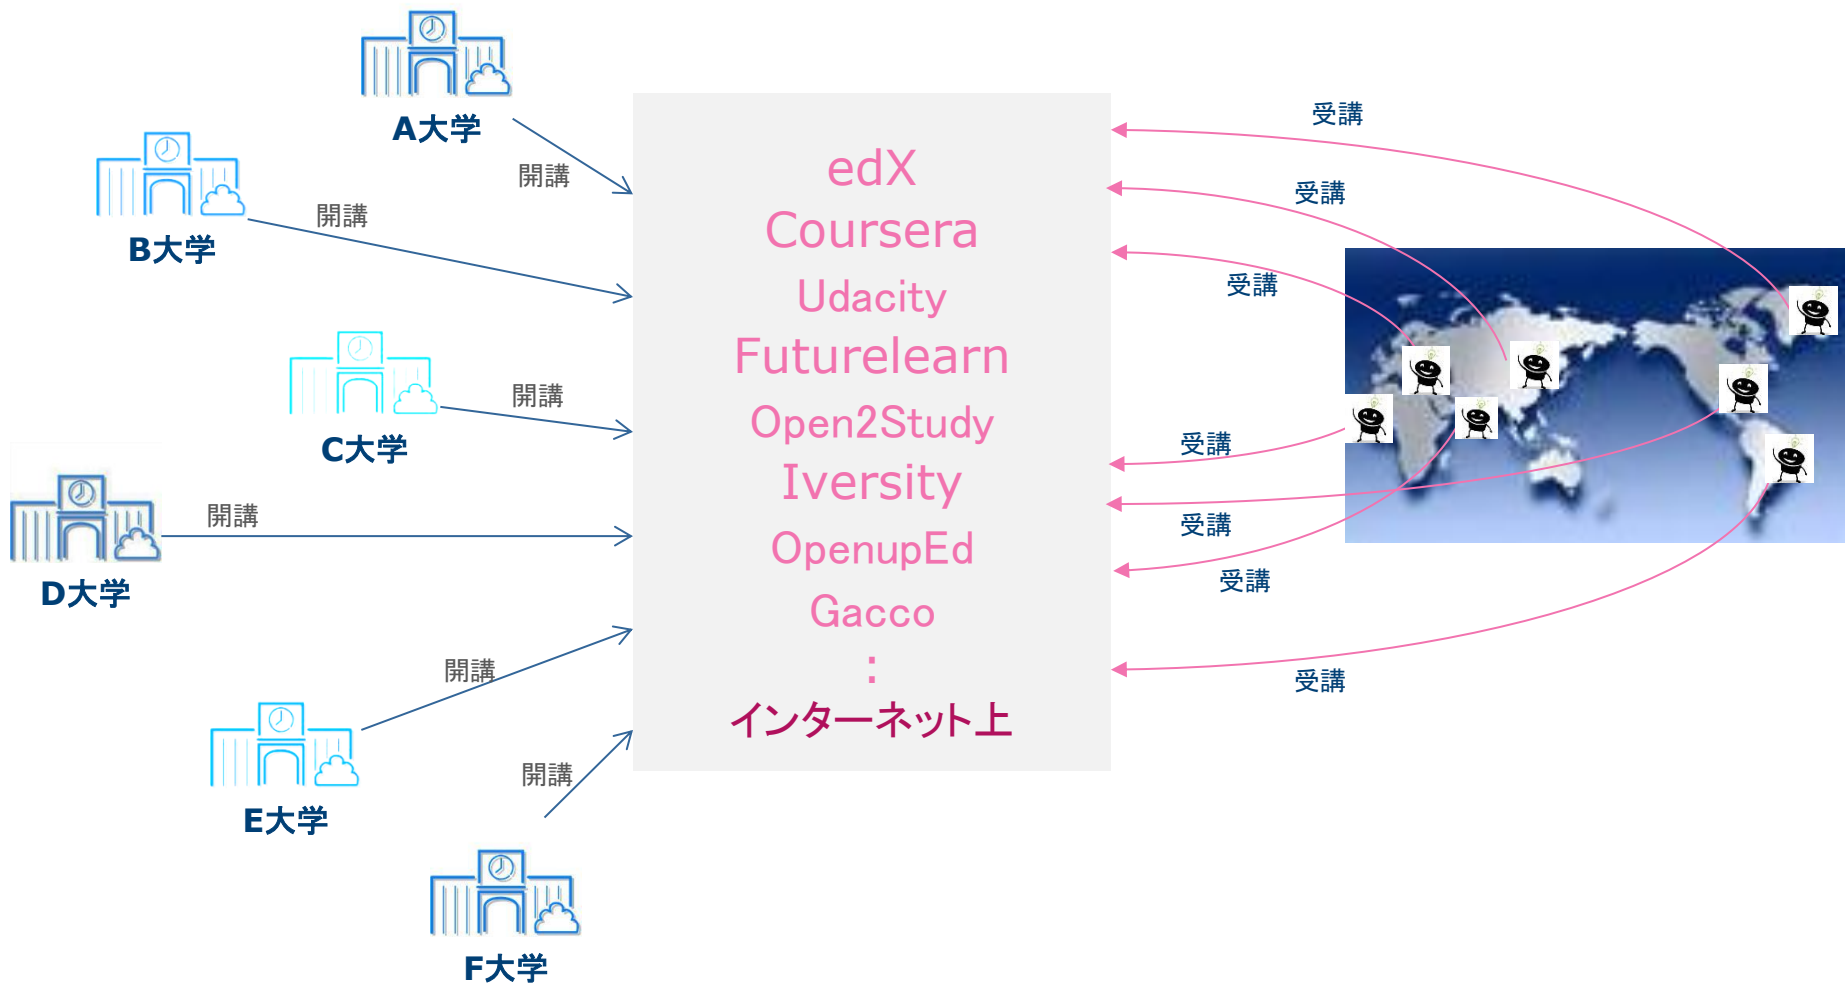 A大学
開講
B大学
開講
C大学
開講
D大学
開講
E大学
開講
F大学
開講
edX
Coursera
Udacity
Futurelearn
Open2Study
Iversity
OpenupEd
Gacco
:
インターネット上
受講
受講
受講
受講
受講
受講
受講